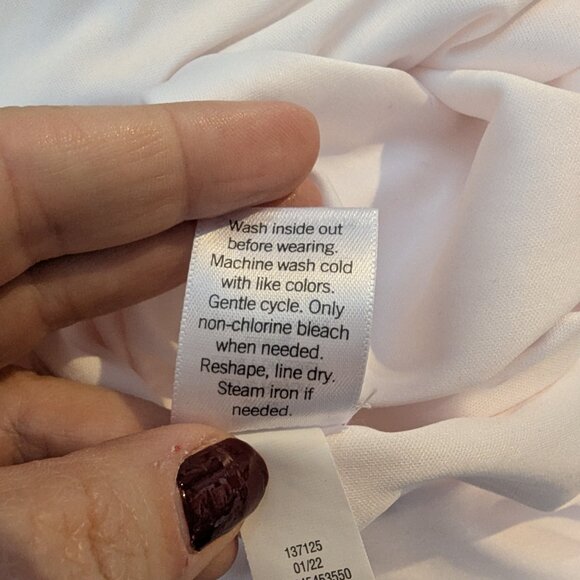 Wash inside out
before wearing.
Machine wash cold
with like colors.
Gentle cycle. Only
non-chlorine bleach
when needed.
Reshape, line dry.
Steam iron if
needed.
137125
01/22